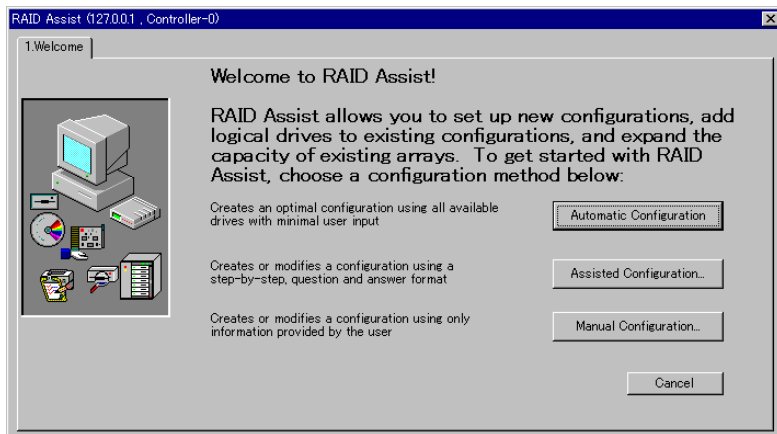 RAID Assist (127.0.0.1 , Controller-0)
1.Welcome
Welcome to RAID Assist!
RAID Assist allows you to set up new configurations, add
logical drives to existing configurations, and expand the
capacity of existing arrays. To get started with RAID
Assist, choose a configuration method below:
Creates an optimal configuration using all available
drives with minimal user input
Automatic Configuration
Creates or modifies a configuration using a
step-by-step, question and answer format
Assisted Configuration...
Creates or modifies a configuration using only
information provided by the user
Manual Configuration...
Cancel